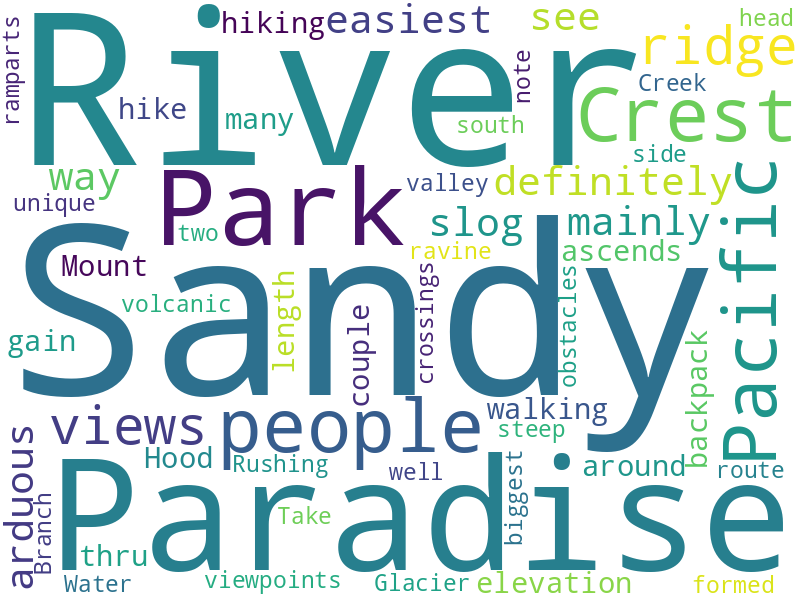 River
Sandy
Paradise
Park
people
Pacific
Crest
ridge
views
easiest
definitely
slog
mainly
way
arduous
see
hiking
hike
many
Mount
ascends
length
couple
walking
around
Hood
thru
elevation
backpack
gain
ramparts
note
head
Creek
south
side
valley
unique
two
ravine
volcanic
crossings
obstacles
steep
route
Rushing
well
biggest
Branch
Take
Water
viewpoints
Glacier
formed